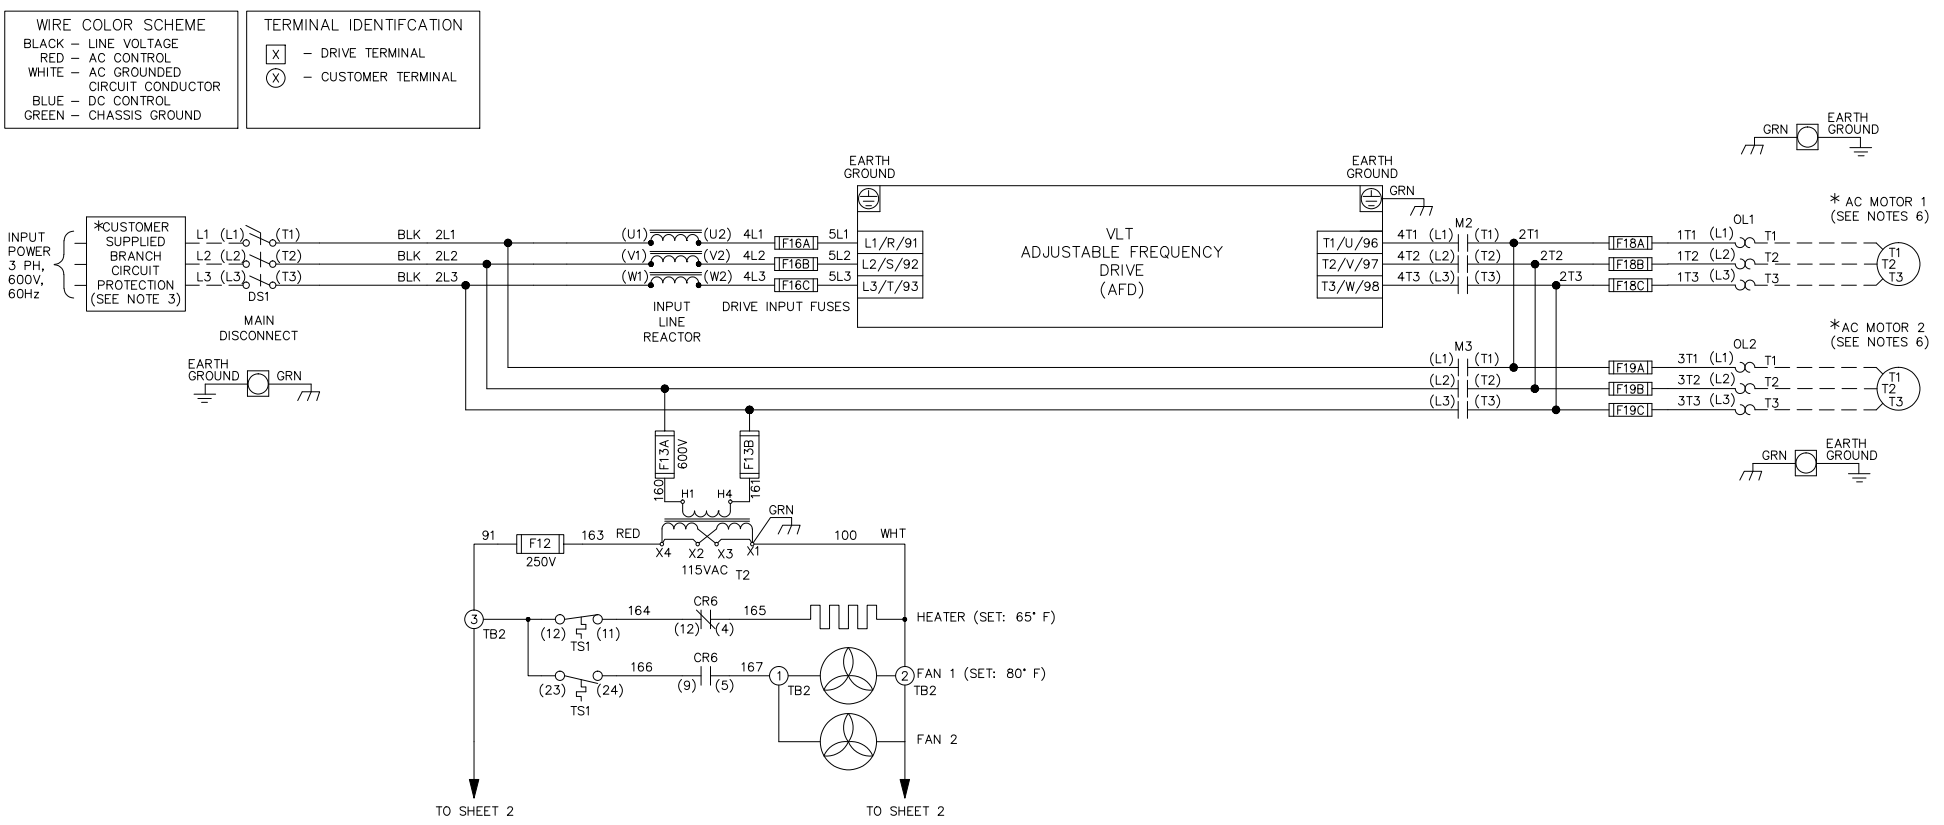 WIRE COLOR SCHEME
BLACK – LINE VOLTAGE
RED – AC CONTROL
WHITE – AC GROUNDED
CIRCUIT CONDUCTOR
BLUE – DC CONTROL
GREEN – CHASSIS GROUND
TERMINAL IDENTIFCATION
X – DRIVE TERMINAL
X – CUSTOMER TERMINAL
GRN
EARTH
GROUND
INPUT
POWER
3 PH,
600V,
60Hz
*CUSTOMER
SUPPLIED
BRANCH
CIRCUIT
PROTECTION
(SEE NOTE 3)
L1 (L1) (T1) BLK 2L1 (U1) (U2) 4L1 F16A 5L1
L2 (L2) (T2) BLK 2L2 (V1) (V2) 4L2 F16B 5L2
L3 (L3) (T3) BLK 2L3 (W1) (W2) 4L3 F16C 5L3
DS1
MAIN
DISCONNECT
INPUT
LINE
REACTOR
DRIVE INPUT FUSES
EARTH
GROUND
L1/R/91
L2/S/92
L3/T/93
VLT
ADJUSTABLE FREQUENCY
DRIVE
(AFD)
EARTH
GROUND
GRN
T1/U/96
T2/V/97
T3/W/98
M2
4T1 (L1) (T1) 2T1 F18A 1T1 (L1) T1
4T2 (L2) (T2) 2T2 F18B 1T2 (L2) T2
4T3 (L3) (T3) 2T3 F18C 1T3 (L3) T3
OL1
* AC MOTOR 1
(SEE NOTES 6)
T1
T2
T3
EARTH
GROUND
GRN
M3
(L1) (T1) F19A 3T1 (L1) T1
(L2) (T2) F19B 3T2 (L2) T2
(L3) (T3) F19C 3T3 (L3) T3
OL2
* AC MOTOR 2
(SEE NOTES 6)
T1
T2
T3
GRN
EARTH
GROUND
F13A
600V
F13B
160
161
H1 H4
GRN
91 F12 163 RED
250V
X4 X2 X3 X1
115VAC T2
100 WHT
3
TB2
(12) (11)
TS1
164
CR6
(12) (4)
165
HEATER (SET: 65° F)
(23) (24)
TS1
166
CR6
(9) (5)
167
1
TB2
2
TB2
FAN 1 (SET: 80° F)
FAN 2
TO SHEET 2
TO SHEET 2